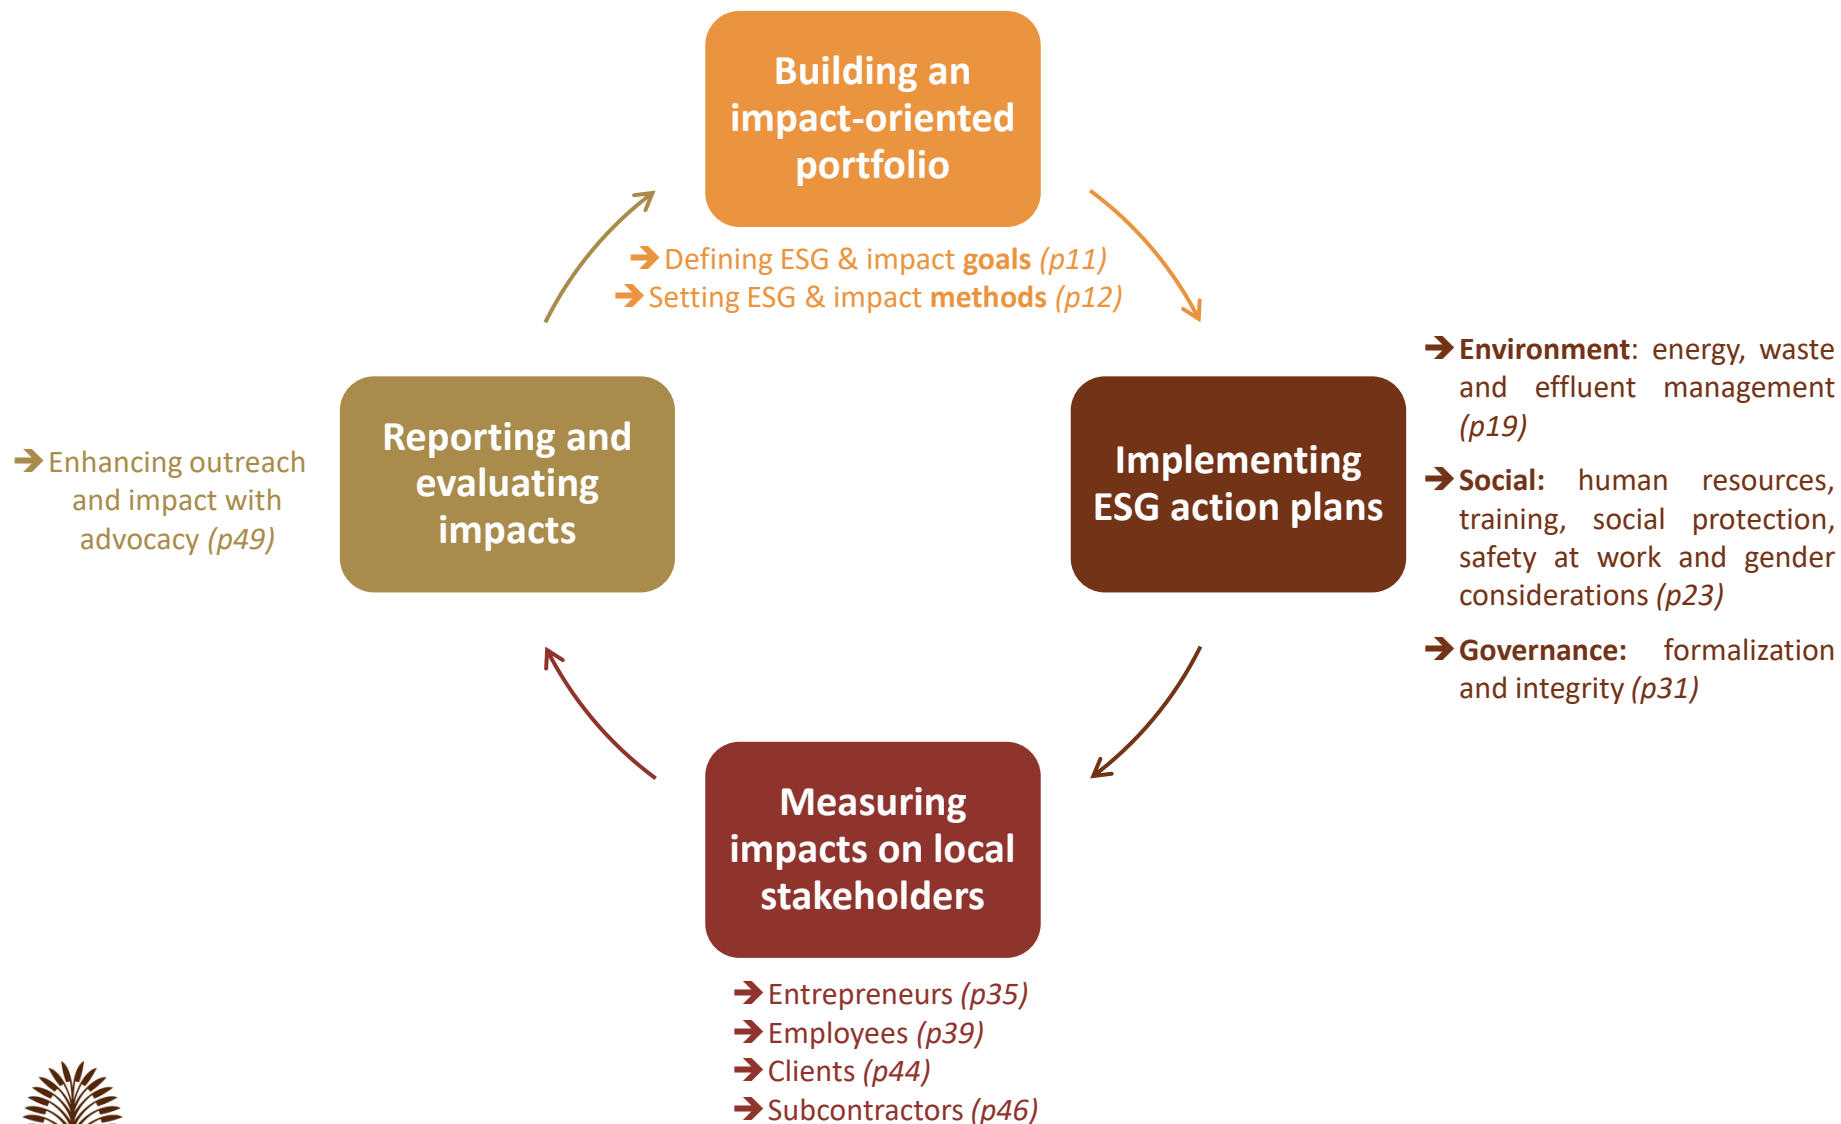 Building an
impact-oriented
portfolio
➔ Defining ESG & impact goals (p11)
➔ Setting ESG & impact methods (p12)
➔ Environment: energy, waste
and effluent management
(p19)
➔ Social: human resources,
training, social protection,
safety at work and gender
considerations (p23)
➔ Governance: formalization
and integrity (p31)
Implementing
ESG action plans
Reporting and
evaluating
impacts
➔ Enhancing outreach
and impact with
advocacy (p49)
Measuring
impacts on local
stakeholders
➔ Entrepreneurs (p35)
➔ Employees (p39)
➔ Clients (p44)
➔ Subcontractors (p46)